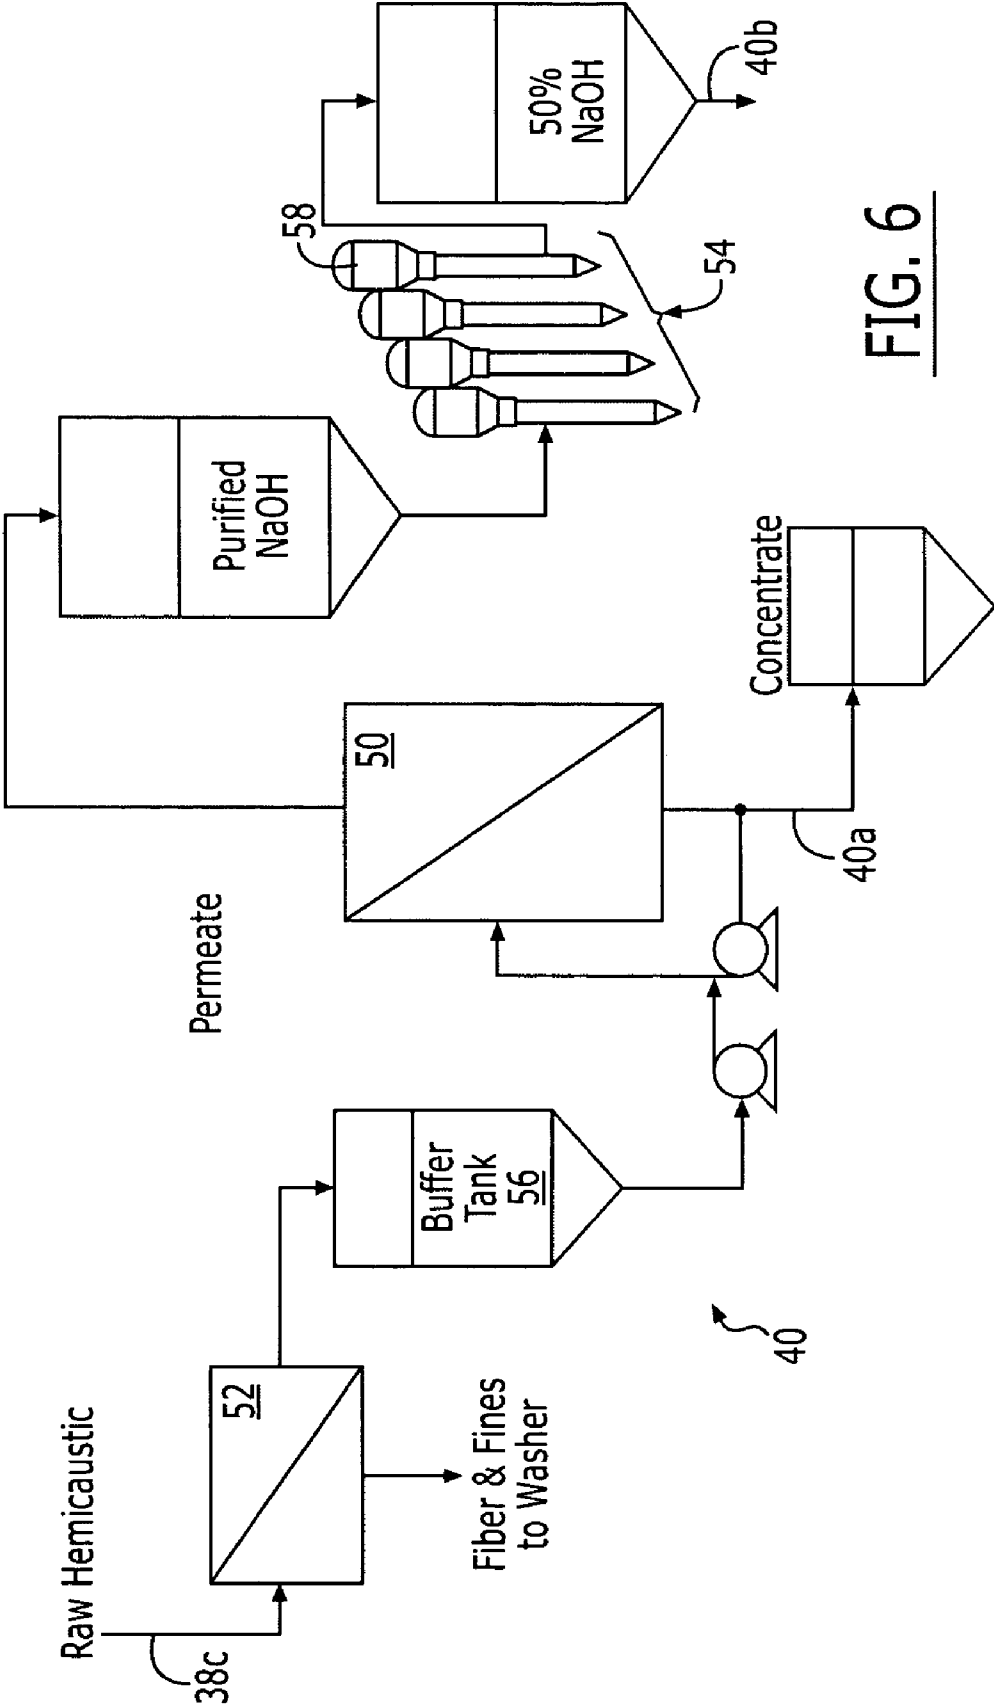 Raw Hemicaustic
38c
52
Fiber & Fines
to Washer
Buffer
Tank
56
40
Permeate
50
40a
Concentrate
Purified
NaOH
58
54
50%
NaOH
40b
FIG. 6